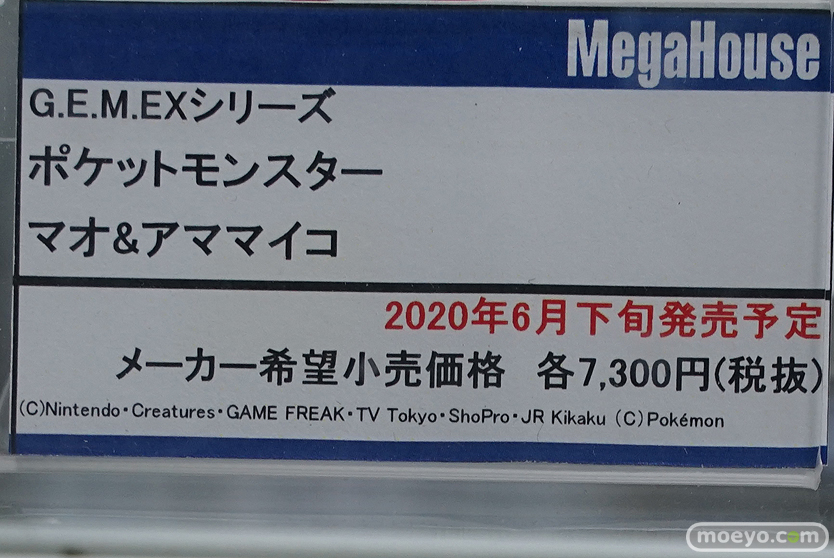 MegaHouse
G.E.M.EXシリーズ
ポケットモンスター
マオ&アママイコ
2020年6月下旬発売予定
メーカー希望小売価格 各7,300円(税抜)
(C)Nintendo・Creatures・GAME FREAK・TV Tokyo・ShoPro・JR Kikaku (C)Pokémon
moeyo.com